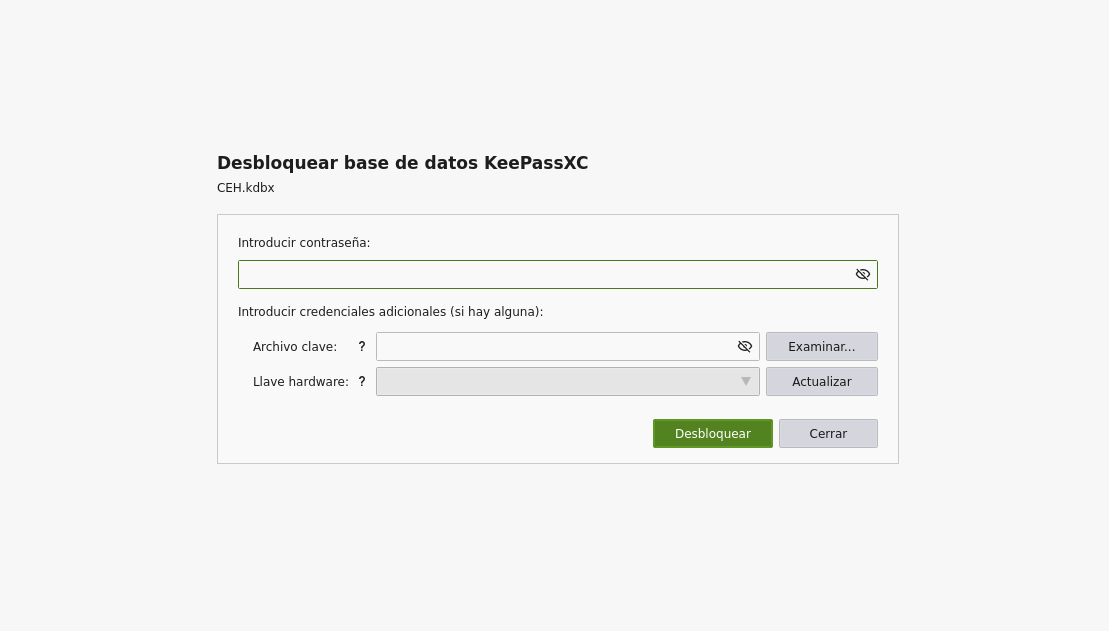 Desbloquear base de datos KeePassXC
CEH.kdbx
Introducir contraseña:
Introducir credenciales adicionales (si hay alguna):
Archivo clave: ? Examinar...
Llave hardware: ? Actualizar
Desbloquear Cerrar